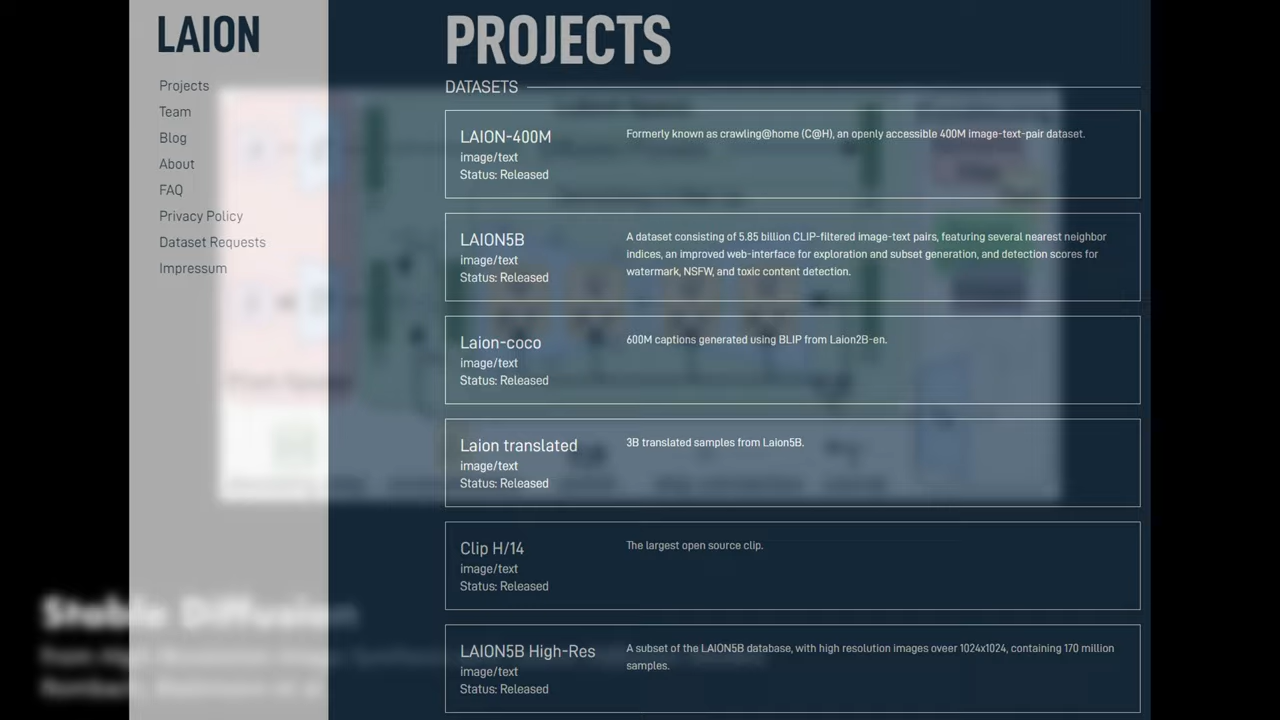 LAION
Projects
Team
Blog
About
FAQ
Privacy Policy
Dataset Requests
Impressum
PROJECTS
DATASETS
LAION-400M
image/text
Status: Released
Formerly known as crawling@home (C@H), an openly accessible 400M image-text-pair dataset.
LAION5B
image/text
Status: Released
A dataset consisting of 5.85 billion CLIP-filtered image-text pairs, featuring several nearest neighbor
indices, an improved web-interface for exploration and subset generation, and detection scores for
watermark, NSFW, and toxic content detection.
Laion-coco
image/text
Status: Released
600M captions generated using BLIP from Laion2B-en.
Laion translated
image/text
Status: Released
3B translated samples from Laion5B.
Clip H/14
image/text
Status: Released
The largest open source clip.
LAION5B High-Res
image/text
Status: Released
A subset of the LAION5B database, with high resolution images oveer 1024x1024, containing 170 million
samples.
Stable Diffusion